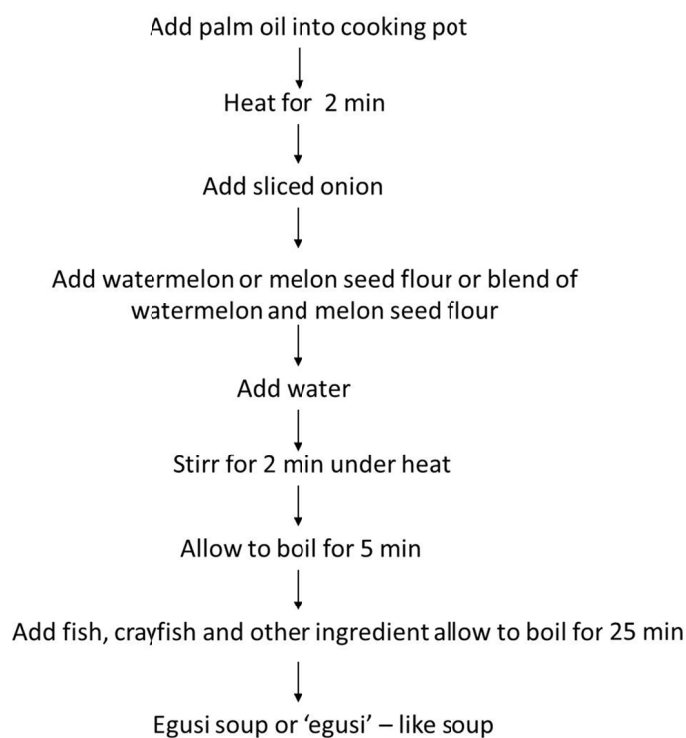 Add palm oil into cooking pot
Heat for 2 min
Add sliced onion
Add watermelon or melon seed flour or blend of
watermelon and melon seed flour
Add water
Stirr for 2 min under heat
Allow to boil for 5 min
Add fish, crayfish and other ingredient allow to boil for 25 min
Egusi soup or ‘egusi’ – like soup